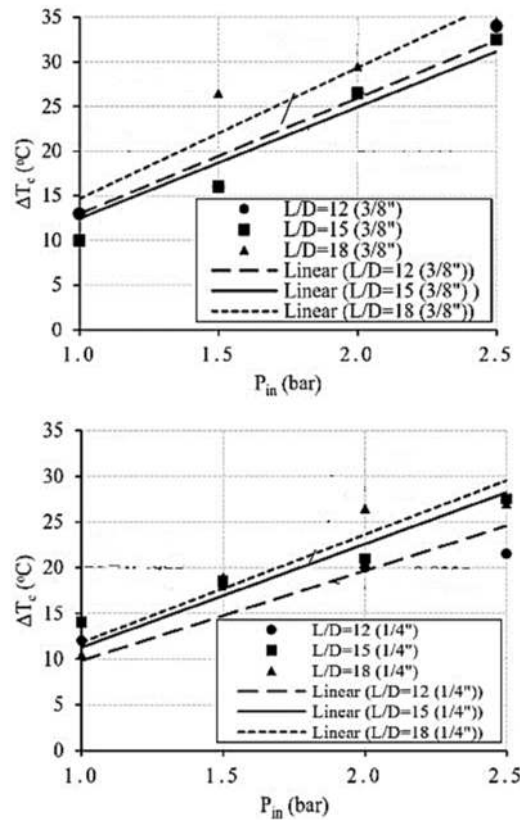 35
30
25
20
15
10
5
0
ΔTc (°C)
L/D=12 (3/8")
L/D=15 (3/8")
L/D=18 (3/8")
Linear (L/D=12 (3/8"))
Linear (L/D=15 (3/8") )
Linear (L/D=18 (3/8"))
1.0 1.5 2.0 2.5
Pin (bar)
35
30
25
20
15
10
5
0
ΔTc (°C)
L/D=12 (1/4")
L/D=15 (1/4")
L/D=18 (1/4")
Linear (L/D=12 (1/4"))
Linear (L/D=15 (1/4"))
Linear (L/D=18 (1/4"))
1.0 1.5 2.0 2.5
Pin (bar)